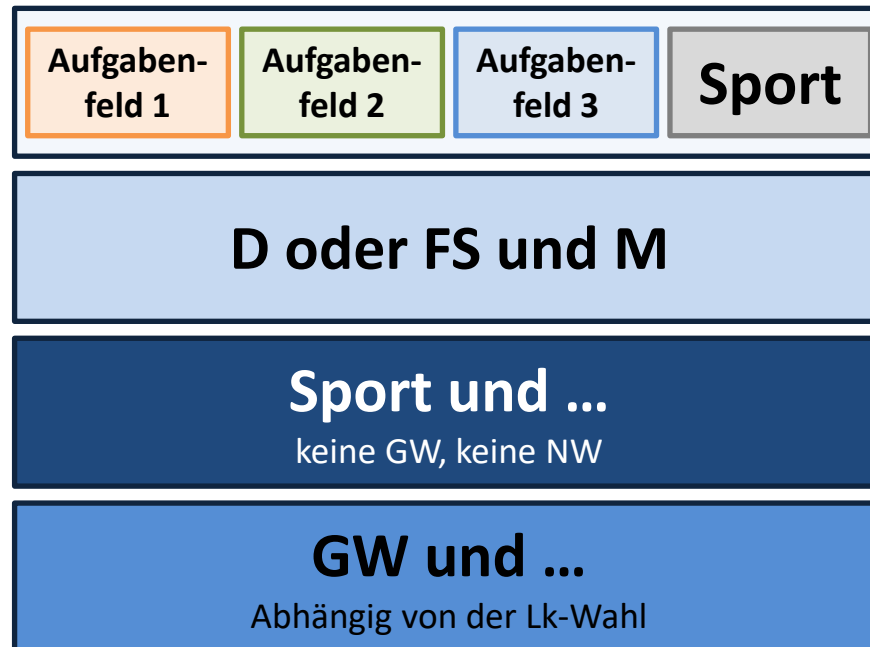 Aufgaben-
feld 1
Aufgaben-
feld 2
Aufgaben-
feld 3
Sport
D oder FS und M
Sport und ...
keine GW, keine NW
GW und ...
Abhängig von der Lk-Wahl